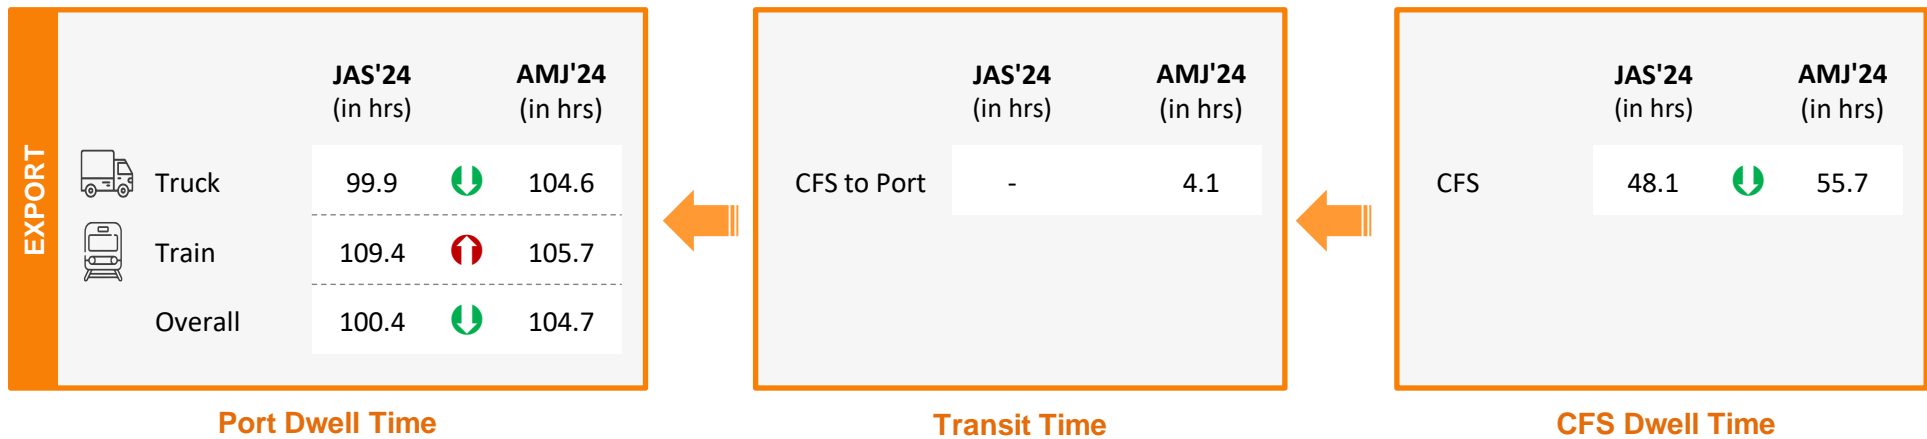 EXPORT
JAS'24 AMJ'24
(in hrs) (in hrs)
Truck 99.9 104.6
Train 109.4 105.7
Overall 100.4 104.7
Port Dwell Time
JAS'24 AMJ'24
(in hrs) (in hrs)
CFS to Port - 4.1
Transit Time
JAS'24 AMJ'24
(in hrs) (in hrs)
CFS 48.1 55.7
CFS Dwell Time